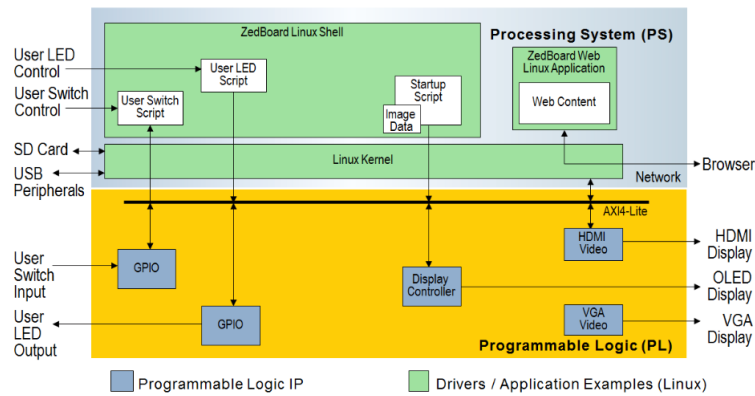 ZedBoard Linux Shell
Processing System (PS)
User LED
Control
User LED
Script
ZedBoard Web
Linux Application
User Switch
Control
User Switch
Script
Startup
Script
Image
Data
Web Content
SD Card
Linux Kernel
USB
Peripherals
Network
Browser
AXI4-Lite
User
Switch
Input
GPIO
HDMI
Video
HDMI
Display
Display
Controller
OLED
Display
User
LED
Output
GPIO
VGA
Video
VGA
Display
Programmable Logic (PL)
Programmable Logic IP
Drivers / Application Examples (Linux)